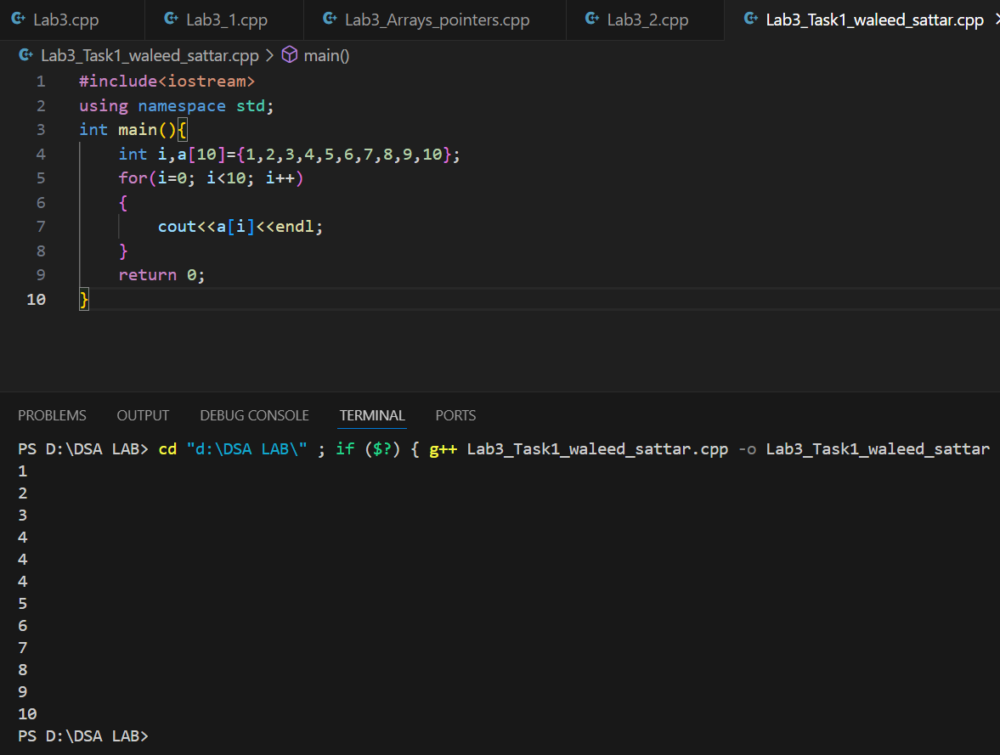 Lab3.cpp Lab3_1.cpp Lab3_Arrays_pointers.cpp Lab3_2.cpp Lab3_Task1_waleed_sattar.cpp
Lab3_Task1_waleed_sattar.cpp > main()
1 #include<iostream>
2 using namespace std;
3 int main(){
4     int i,a[10]={1,2,3,4,5,6,7,8,9,10};
5     for(i=0; i<10; i++)
6     {
7         cout<<a[i]<<endl;
8     }
9     return 0;
10 }
PROBLEMS OUTPUT DEBUG CONSOLE TERMINAL PORTS
PS D:\DSA LAB> cd "d:\DSA LAB\" ; if ($?) { g++ Lab3_Task1_waleed_sattar.cpp -o Lab3_Task1_waleed_sattar
1
2
3
4
4
4
5
6
7
8
9
10
PS D:\DSA LAB>